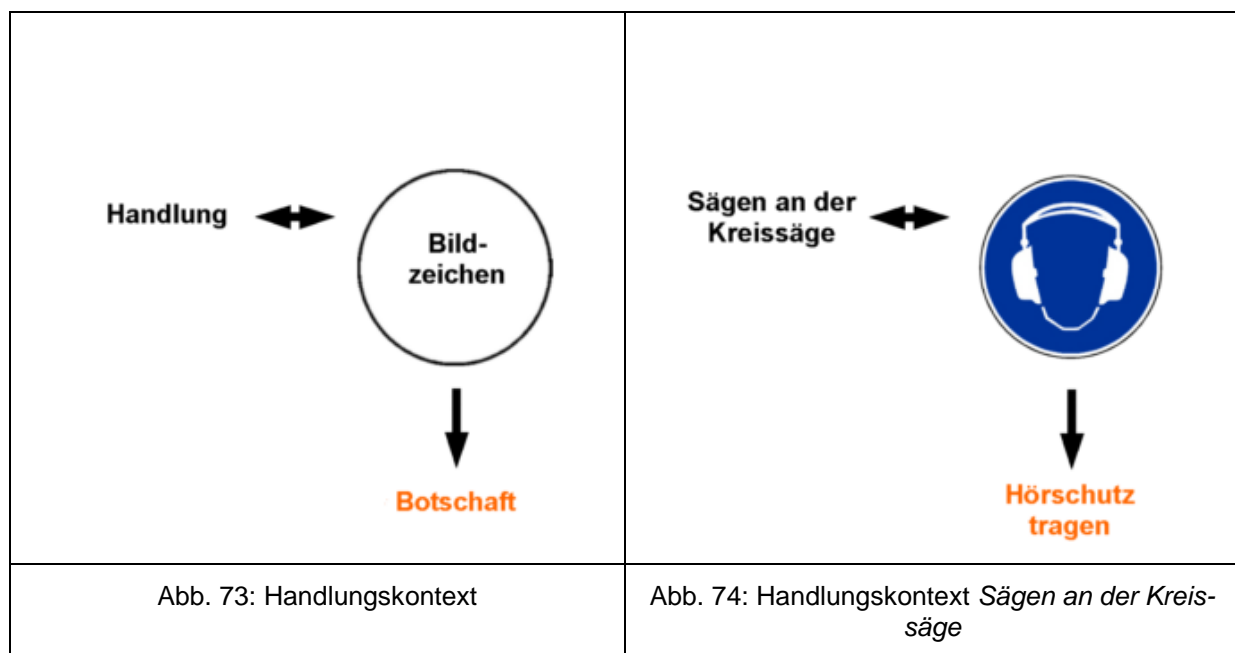 Handlung
Bild-
zeichen
Botschaft
Sägen an der
Kreissäge
Hörschutz
tragen
Abb. 73: Handlungskontext
Abb. 74: Handlungskontext Sägen an der Kreis-
säge